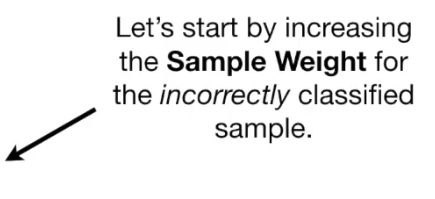 Let’s start by increasing
the Sample Weight for
the incorrectly classified
sample.